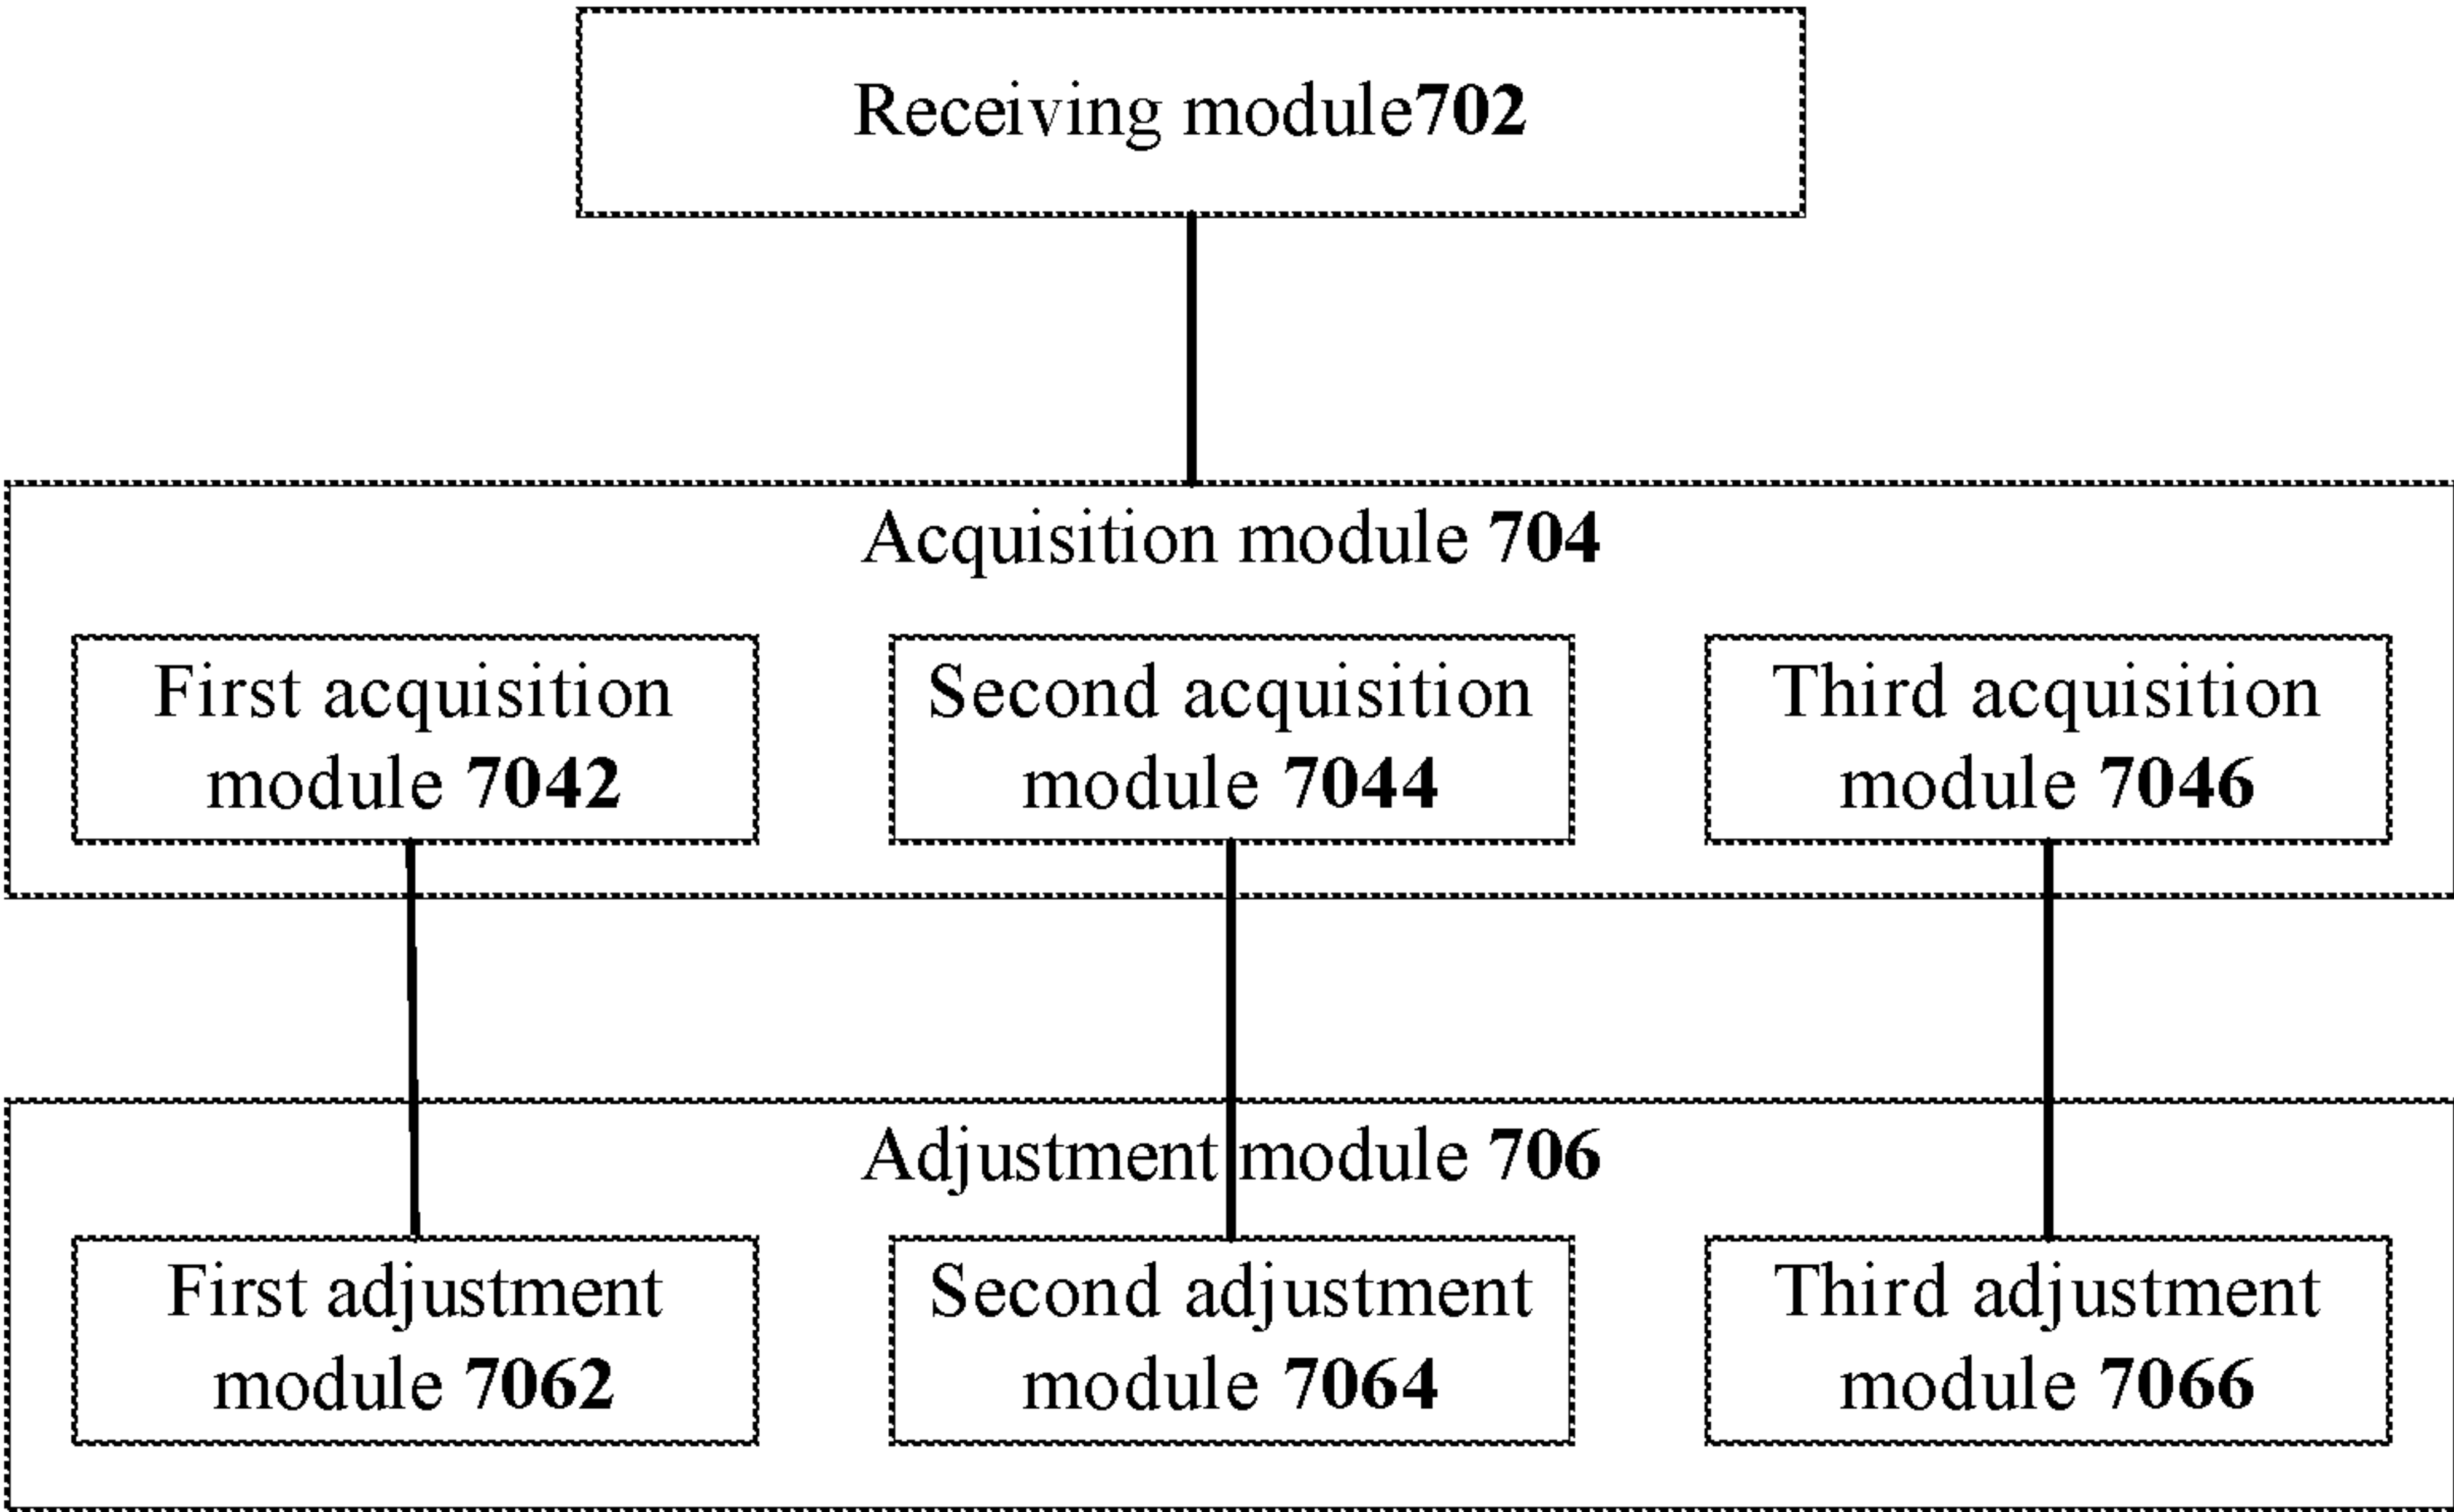 Receiving module702
Acquisition module 704
First acquisition
module 7042
Second acquisition
module 7044
Third acquisition
module 7046
Adjustment module 706
First adjustment
module 7062
Second adjustment
module 7064
Third adjustment
module 7066